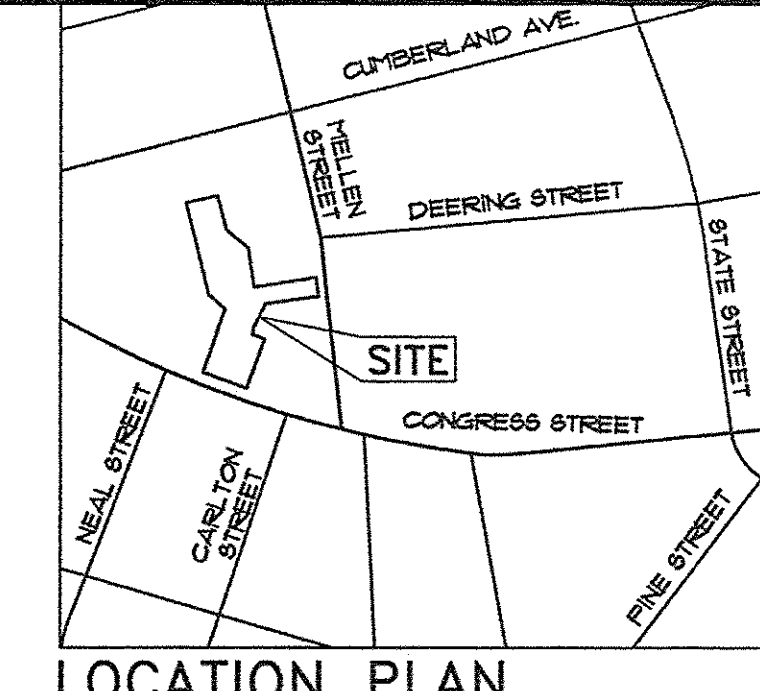 CUMBERLAND AVE.
MELLEN
STREET
DEERING STREET
STATE STREET
SITE
CONGRESS STREET
NEAL STREET
CARLTON
STREET
PINE STREET
LOCATION PLAN